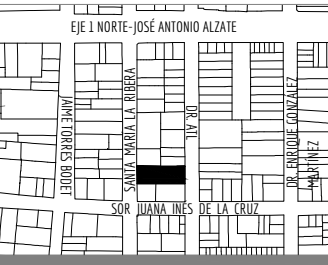 EJE 1 NORTE-JOSÉ ANTONIO ALZATE
JAIME TORRES BODET
SANTA MARIA LA RIBERA
DR. ATL
DR. ENRIQUE GONZÁLEZ
MARTÍNEZ
SOR JUANA INÉS DE LA CRUZ